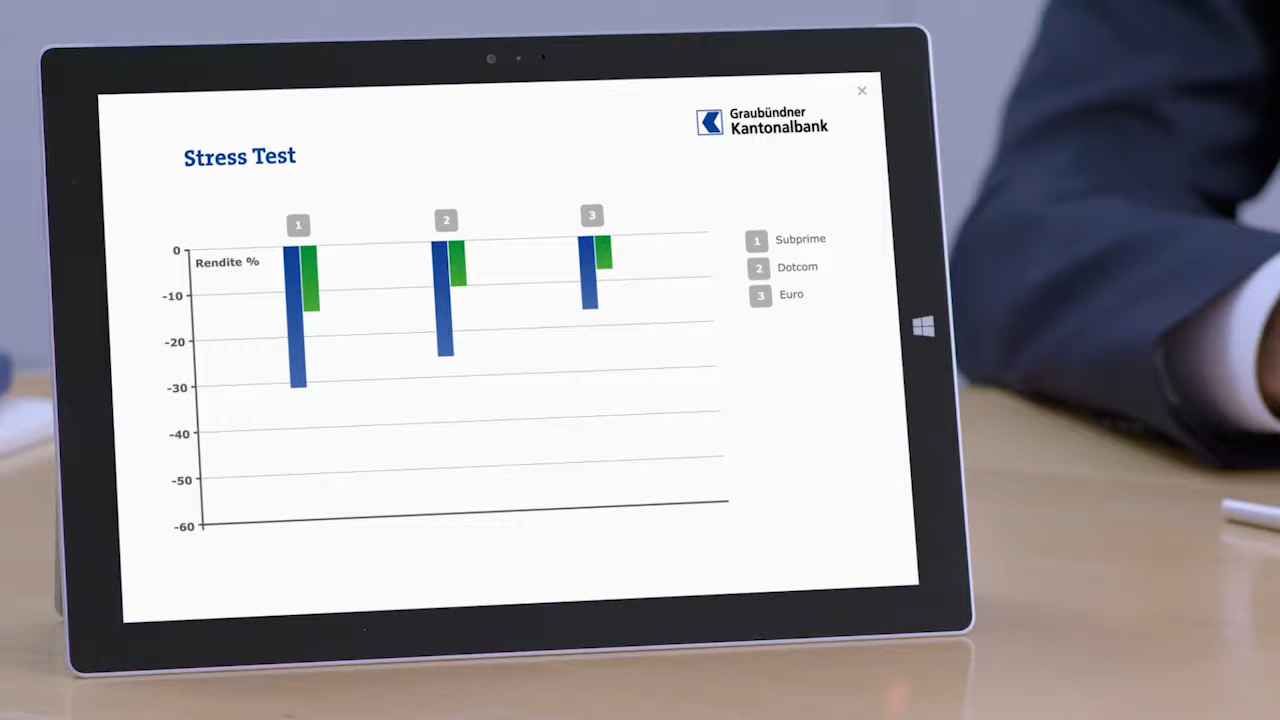 Graubündner
Kantonalbank
Stress Test
1
2
3
0
Rendite %
-10
-20
-30
-40
-50
-60
1 Subprime
2 Dotcom
3 Euro